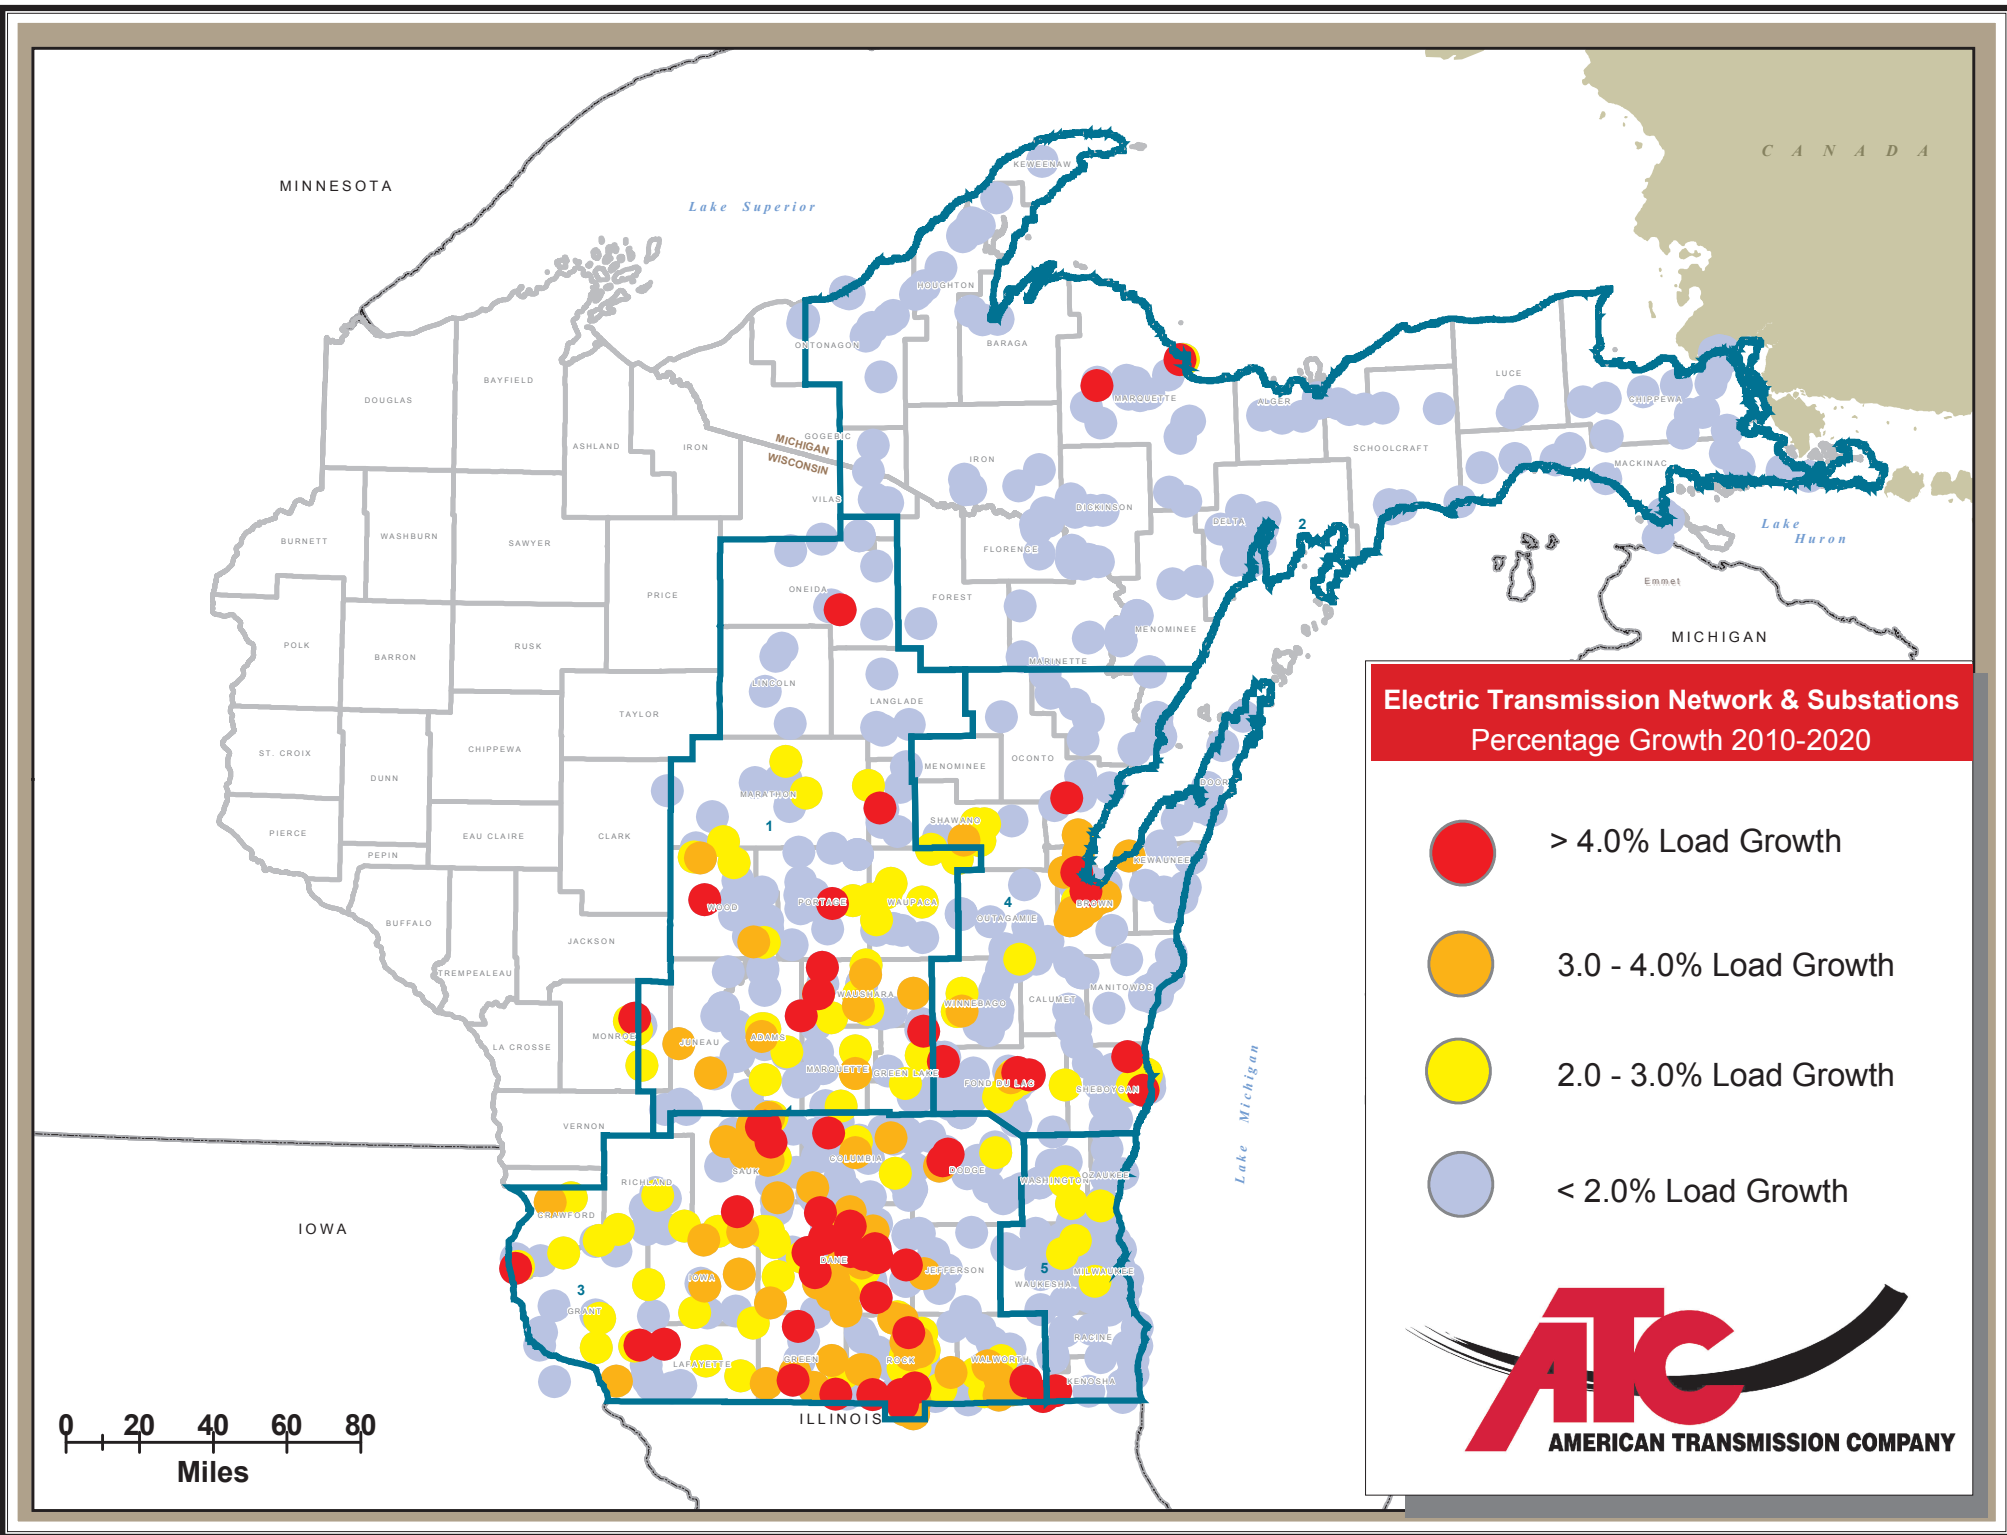 CANADA
KEWEENAW
MINNESOTA
Lake Superior
HOUGHTON
ONTONAGON
BARAGA
LUCE
BAYFIELD
DOUGLAS
MARQUETTE
ALGER
CHIPPEWA
GOGEBIC
MICHIGAN
WISCONSIN
ASHLAND
IRON
IRON
SCHOOLCRAFT
MACKINAC
VILAS
DICKINSON
DELTA
2
Lake
Huron
BURNETT
WASHBURN
SAWYER
FLORENCE
Emmet
ONEIDA
PRICE
FOREST
MENOMINEE
MICHIGAN
POLK
RUSK
BARRON
MARINETTE
LINCOLN
LANGLADE
Electric Transmission Network & Substations
Percentage Growth 2010-2020
TAYLOR
ST. CROIX
CHIPPEWA
OCONTO
MENOMINEE
DUNN
DOOR
MARATHON
1
SHAWANO
PIERCE
EAU CLAIRE
CLARK
> 4.0% Load Growth
PEPIN
KEWAUNEE
WOOD
PORTAGE
WAUPACA
4
BROWN
OUTAGAMIE
BUFFALO
JACKSON
3.0 - 4.0% Load Growth
TREMPEALEAU
WAUSHARA
WINNEBAGO
CALUMET
MANITOWOC
MONROE
JUNEAU
ADAMS
LA CROSSE
MARQUETTE
GREEN LAKE
FOND DU LAC
SHEBOYGAN
2.0 - 3.0% Load Growth
Lake Michigan
VERNON
COLUMBIA
SAUK
DODGE
RICHLAND
WASHINGTON
OZAUKEE
< 2.0% Load Growth
CRAWFORD
IOWA
DANE
JEFFERSON
5
MILWAUKEE
WAUKESHA
IOWA
3
GRANT
RACINE
LAFAYETTE
GREEN
ROCK
WALWORTH
KENOSHA
ILLINOIS
0 20 40 60 80
Miles
ATC
AMERICAN TRANSMISSION COMPANY